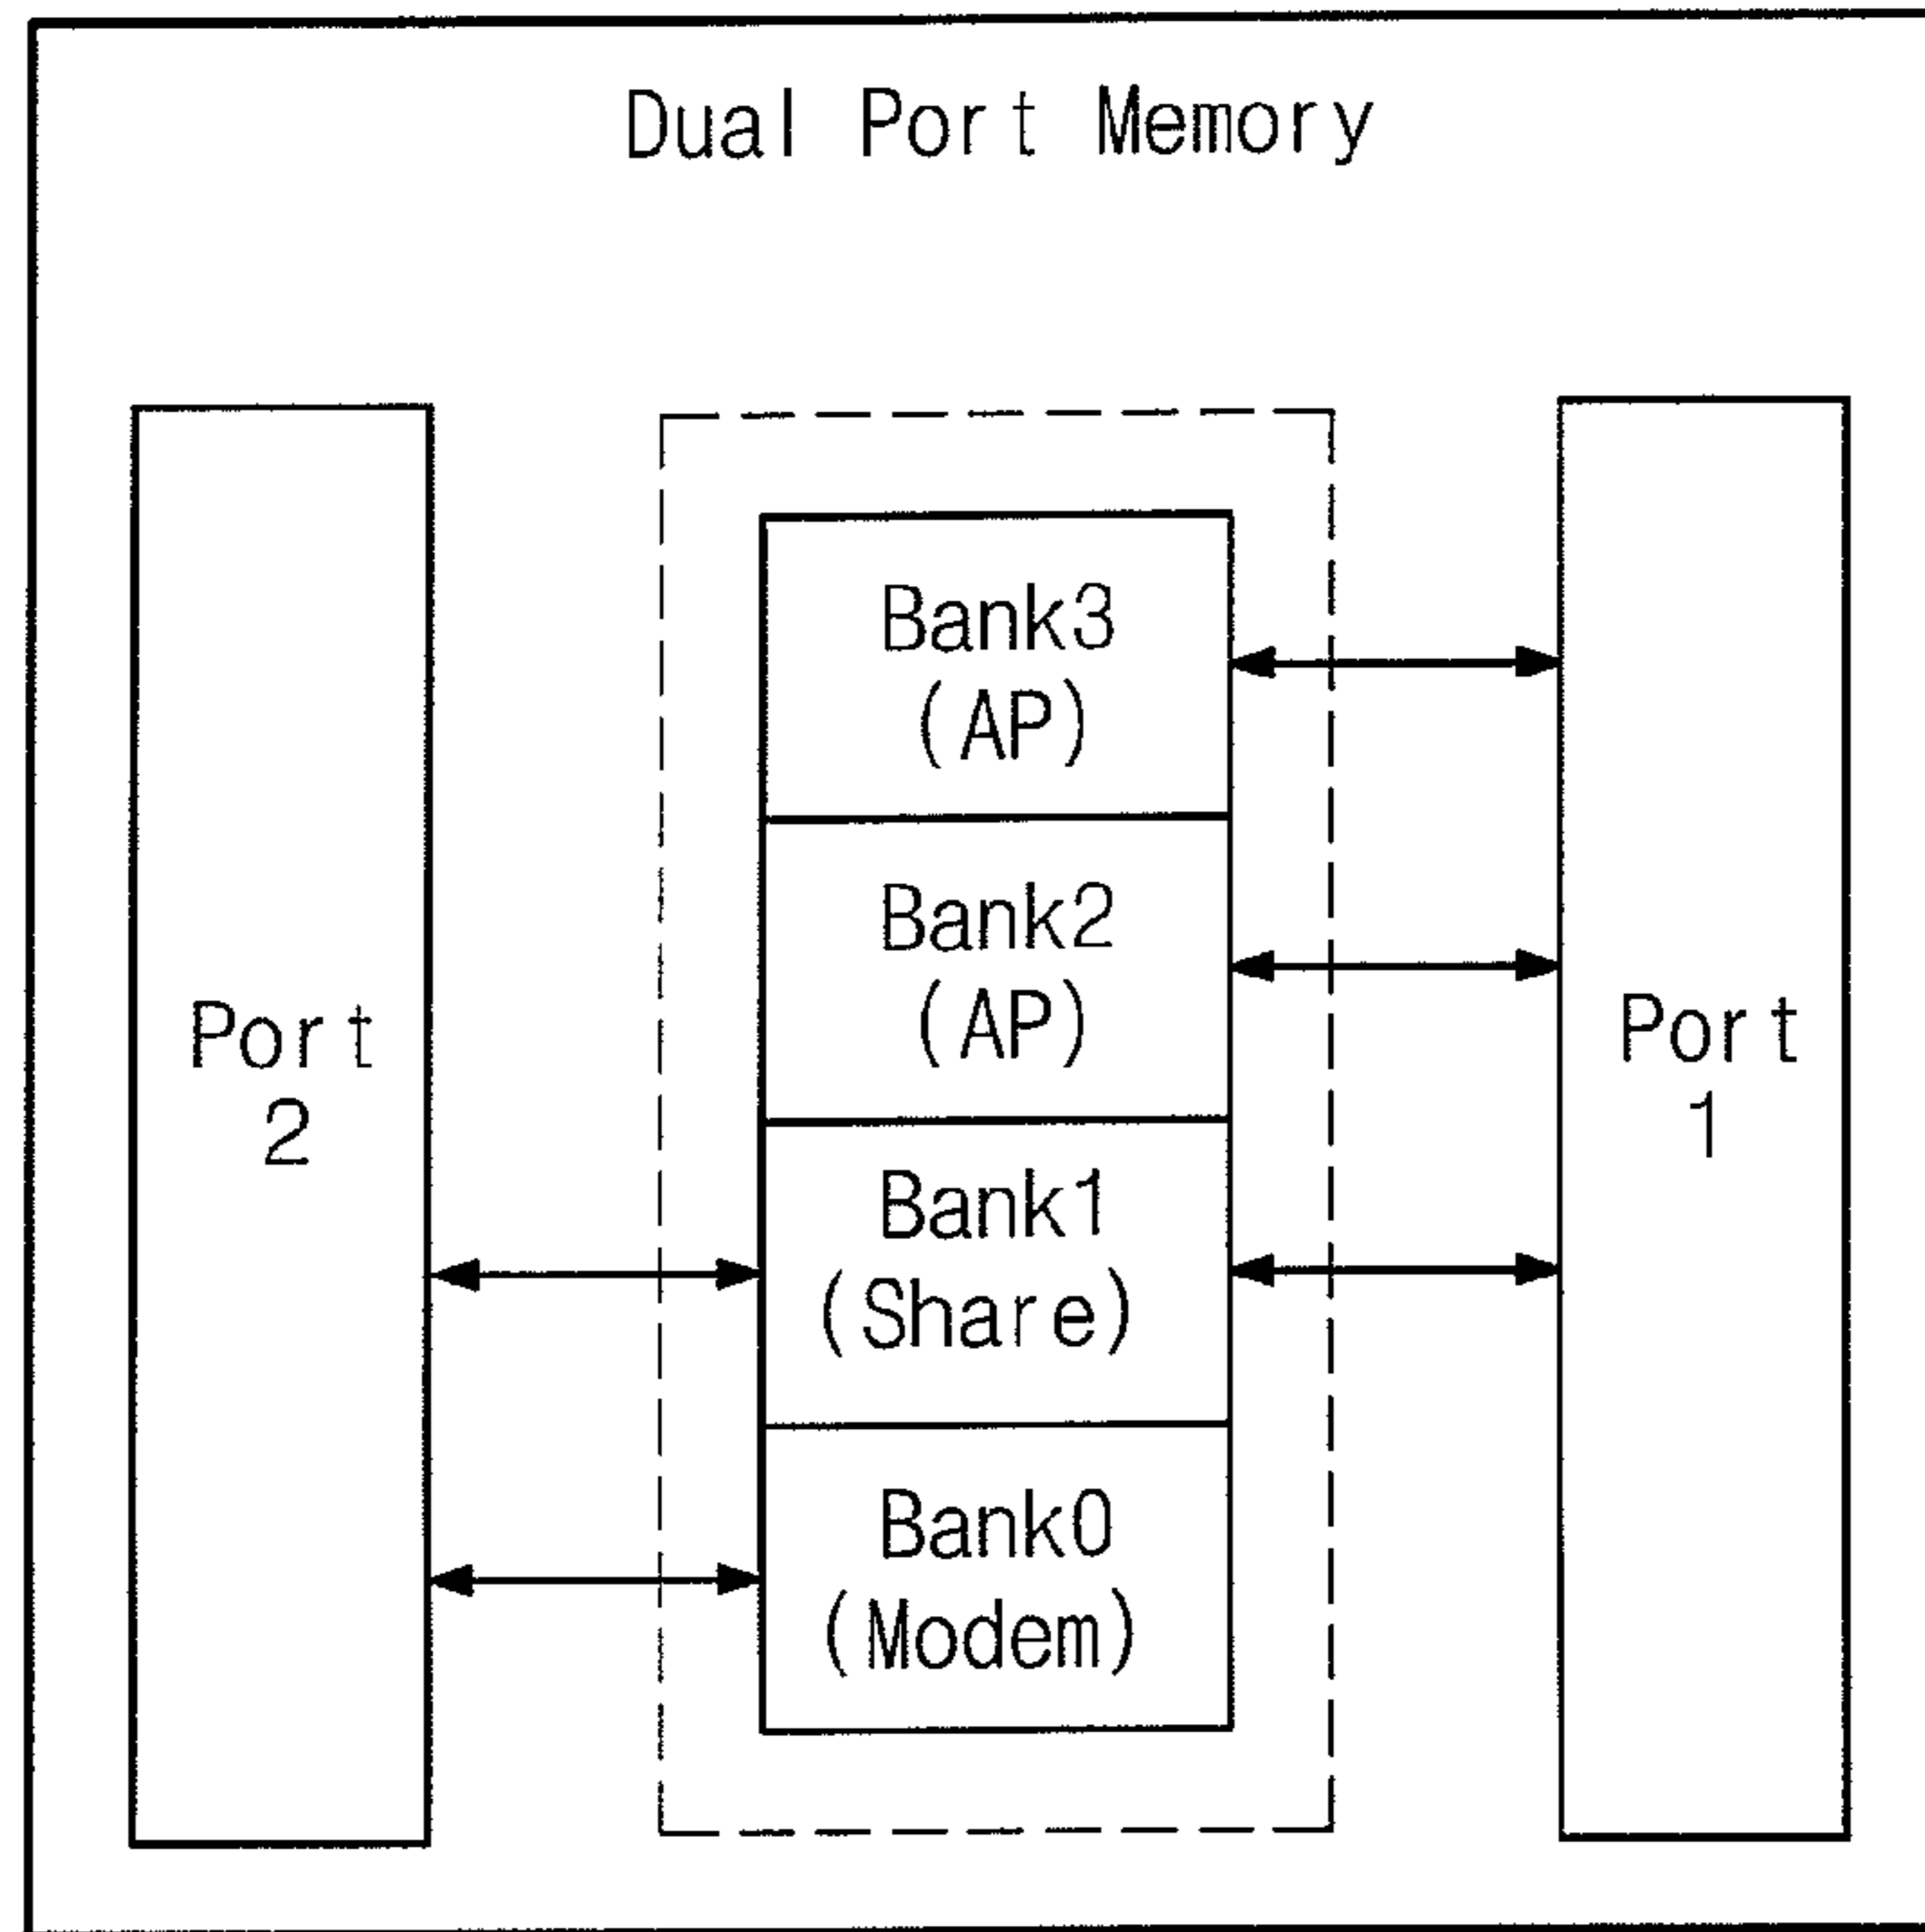 Dual Port Memory
Port
2
Bank3
(AP)
Bank2
(AP)
Bank1
(Share)
Bank0
(Modem)
Port
1